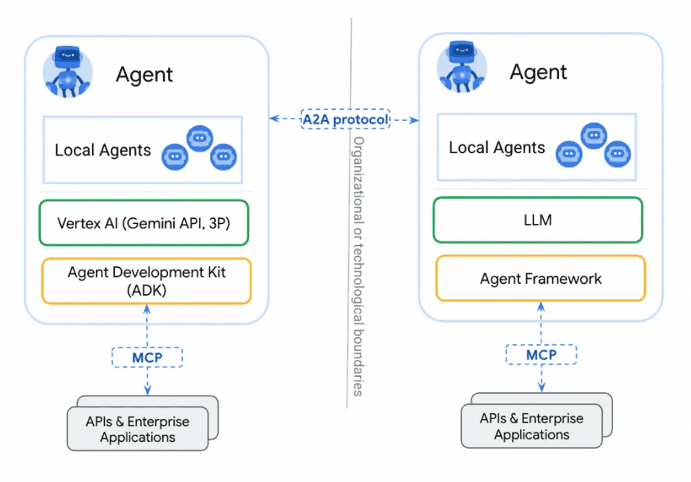 Agent
Local Agents
Vertex AI (Gemini API, 3P)
Agent Development Kit
(ADK)
MCP
APIs & Enterprise
Applications
A2A protocol
Organizational or technological boundaries
Agent
Local Agents
LLM
Agent Framework
MCP
APIs & Enterprise
Applications